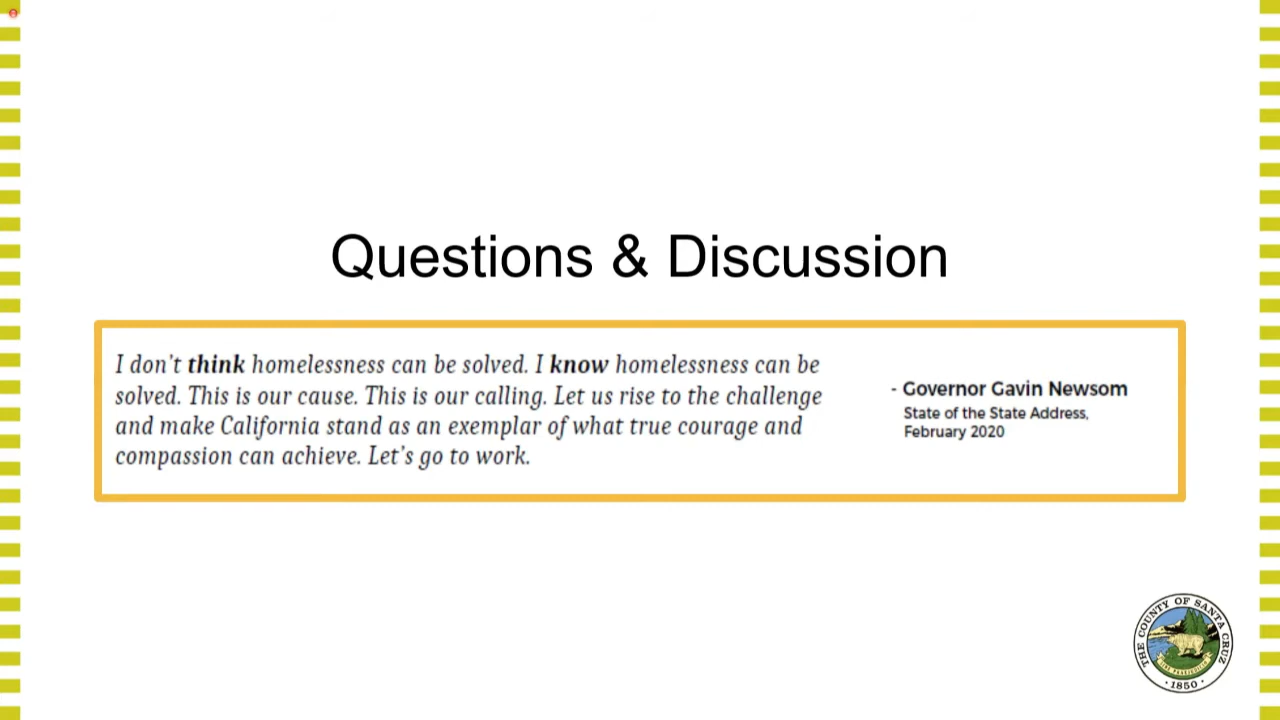 Questions & Discussion
I don't think homelessness can be solved. I know homelessness can be
solved. This is our cause. This is our calling. Let us rise to the challenge
and make California stand as an exemplar of what true courage and
compassion can achieve. Let's go to work.
- Governor Gavin Newsom
State of the State Address,
February 2020
THE COUNTY OF SANTA CRUZ
· 1850 ·